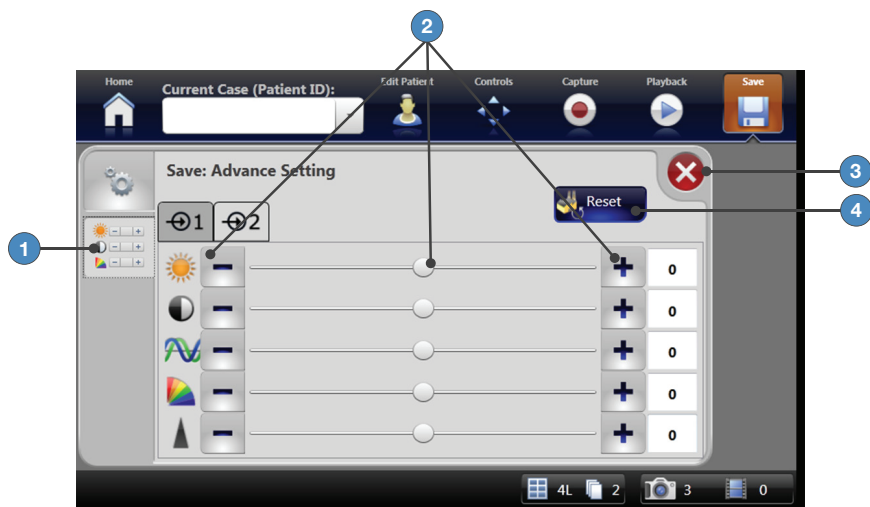 2
Home
Current Case (Patient ID):
Edit Patient
Controls
Capture
Playback
Save
Save: Advance Setting
3
Reset
4
1 2
1
0
0
0
0
0
4L 2 3 0